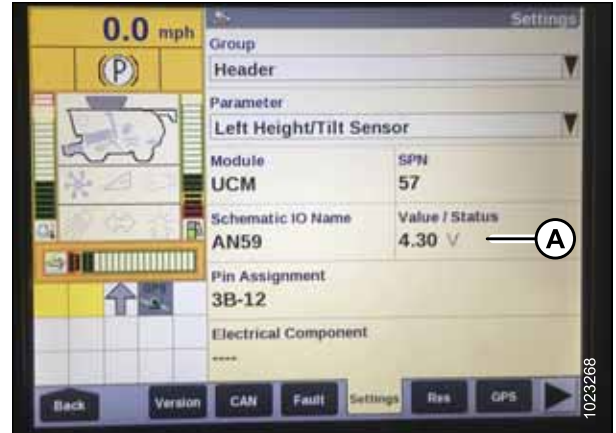 0.0 mph
Settings
(P)
Group
Header
Parameter
Left Height/Tilt Sensor
Module
SPN
UCM
57
Schematic IO Name
Value / Status
AN59
4.30 V
A
Pin Assignment
3B-12
GPS
Electrical Component
----
Back
Version
CAN
Fault
Settings
Res
GPS
1023268